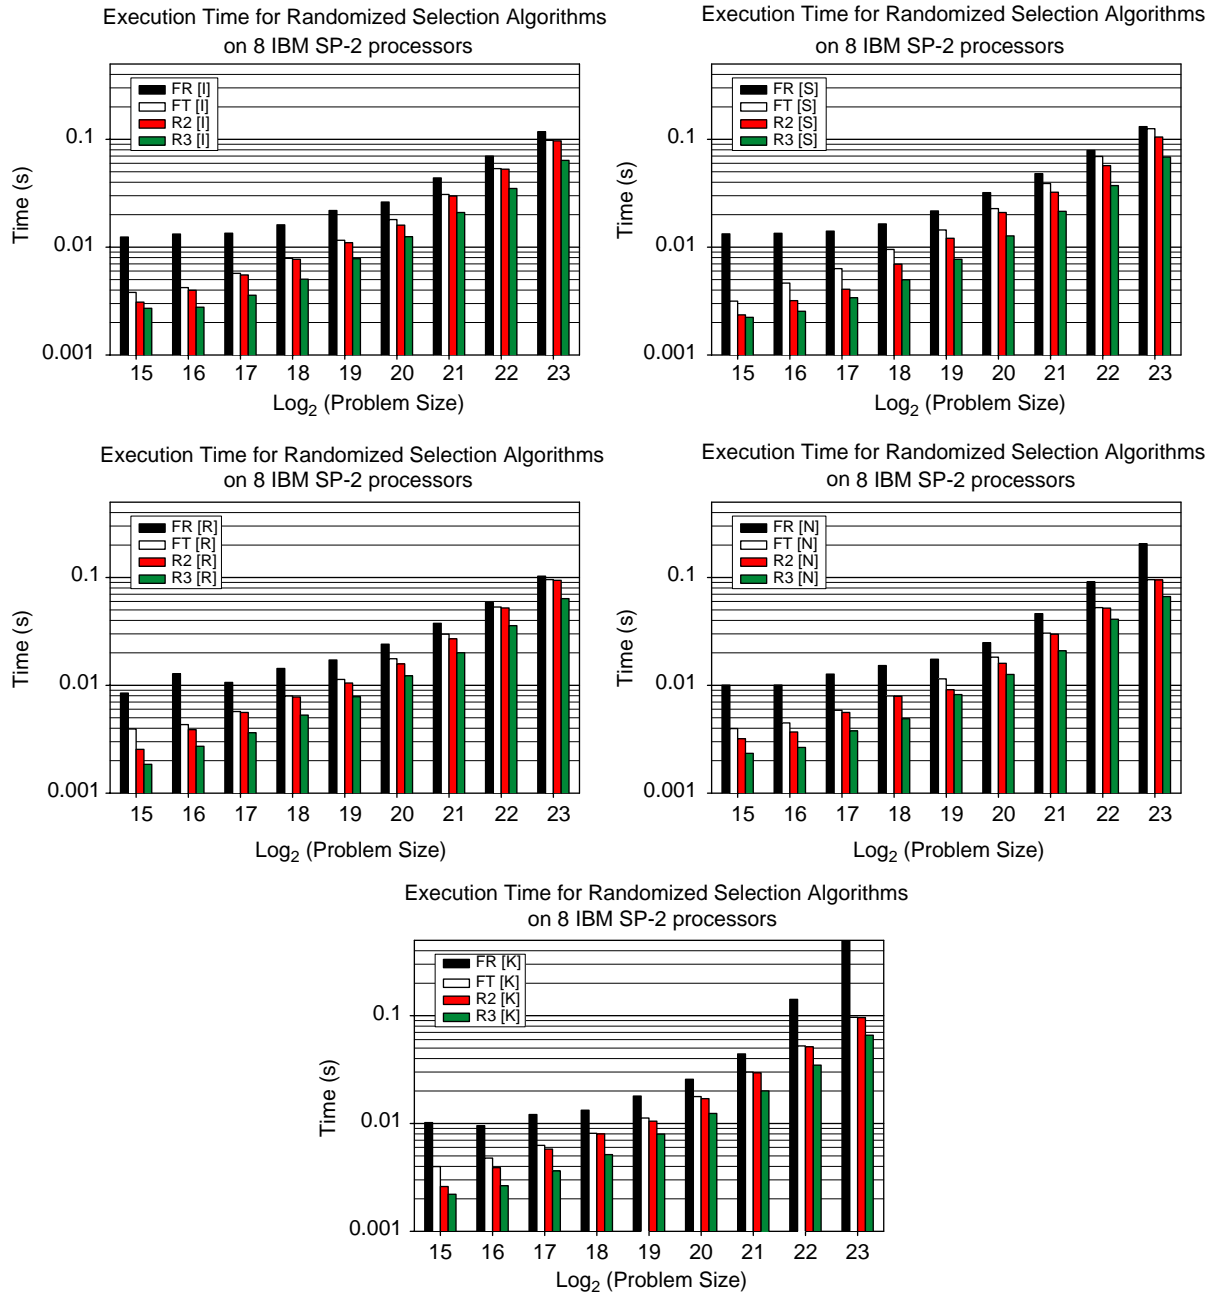 Execution Time for Randomized Selection Algorithms
on 8 IBM SP-2 processors
FR [I]
FT [I]
R2 [I]
R3 [I]
0.1
0.01
0.001
Time (s)
15 16 17 18 19 20 21 22 23
Log2 (Problem Size)
Execution Time for Randomized Selection Algorithms
on 8 IBM SP-2 processors
FR [S]
FT [S]
R2 [S]
R3 [S]
0.1
0.01
0.001
Time (s)
15 16 17 18 19 20 21 22 23
Log2 (Problem Size)
Execution Time for Randomized Selection Algorithms
on 8 IBM SP-2 processors
FR [R]
FT [R]
R2 [R]
R3 [R]
0.1
0.01
0.001
Time (s)
15 16 17 18 19 20 21 22 23
Log2 (Problem Size)
Execution Time for Randomized Selection Algorithms
on 8 IBM SP-2 processors
FR [N]
FT [N]
R2 [N]
R3 [N]
0.1
0.01
0.001
Time (s)
15 16 17 18 19 20 21 22 23
Log2 (Problem Size)
Execution Time for Randomized Selection Algorithms
on 8 IBM SP-2 processors
FR [K]
FT [K]
R2 [K]
R3 [K]
0.1
0.01
0.001
Time (s)
15 16 17 18 19 20 21 22 23
Log2 (Problem Size)